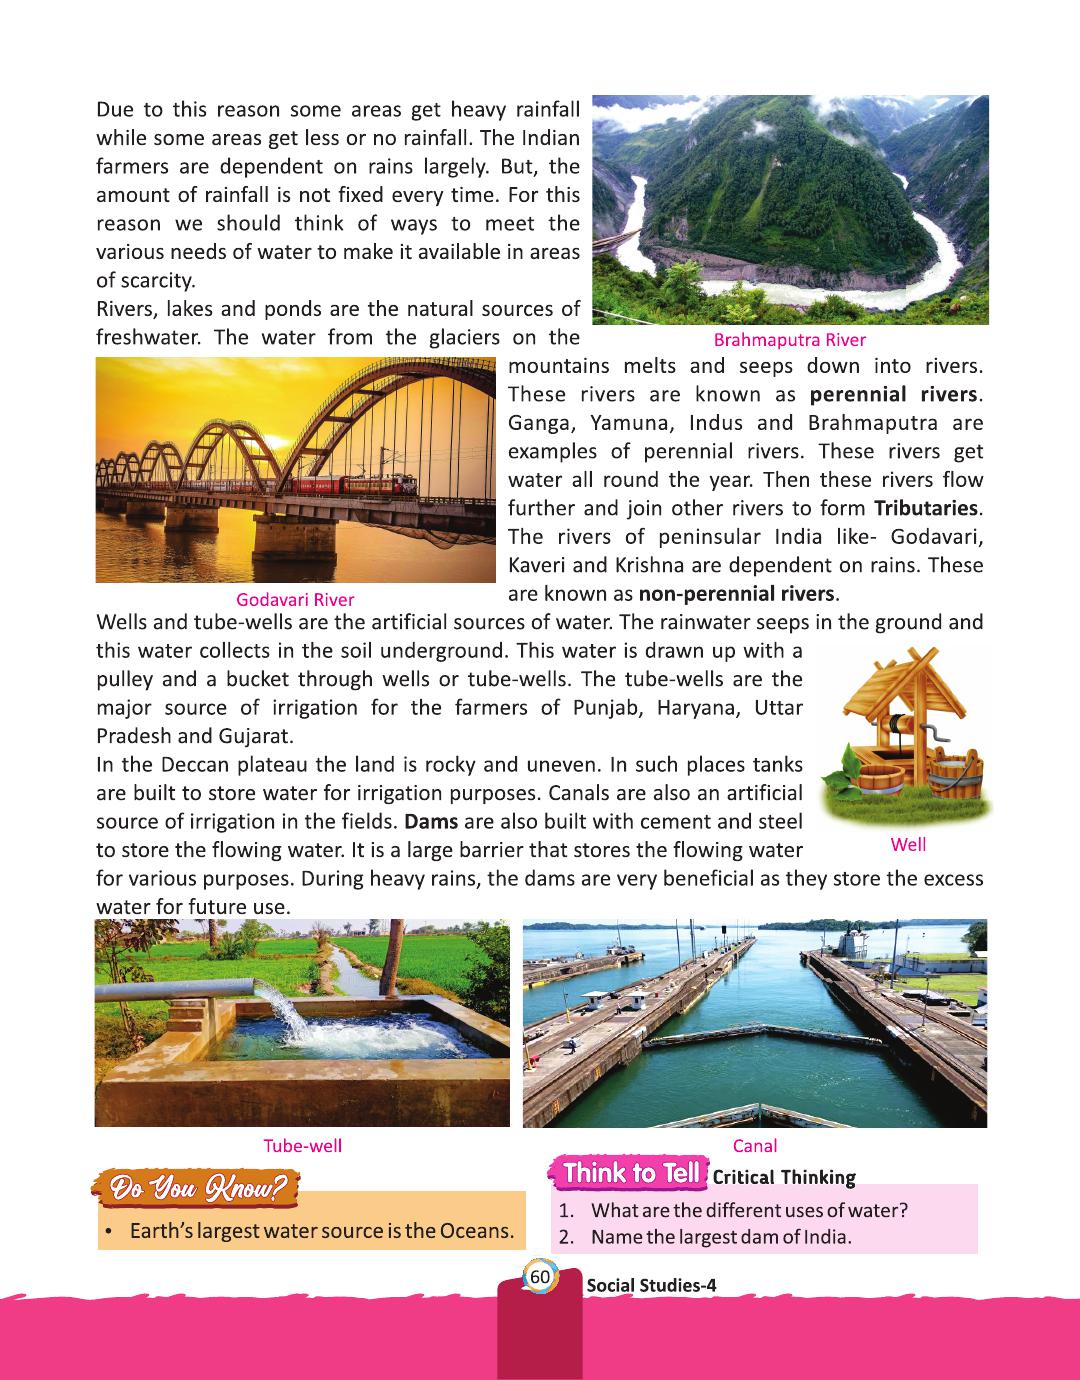 Due to this reason some areas get heavy rainfall
while some areas get less or no rainfall. The Indian
farmers are dependent on rains largely. But, the
amount of rainfall is not fixed every time. For this
reason we should think of ways to meet the
various needs of water to make it available in areas
of scarcity.
Rivers, lakes and ponds are the natural sources of
freshwater. The water from the glaciers on the
Brahmaputra River
mountains melts and seeps down into rivers.
These rivers are known as perennial rivers.
Ganga, Yamuna, Indus and Brahmaputra are
examples of perennial rivers. These rivers get
water all round the year. Then these rivers flow
further and join other rivers to form Tributaries.
The rivers of peninsular India like- Godavari,
Kaveri and Krishna are dependent on rains. These
are known as non-perennial rivers.
Godavari River
Wells and tube-wells are the artificial sources of water. The rainwater seeps in the ground and
this water collects in the soil underground. This water is drawn up with a
pulley and a bucket through wells or tube-wells. The tube-wells are the
major source of irrigation for the farmers of Punjab, Haryana, Uttar
Pradesh and Gujarat.
In the Deccan plateau the land is rocky and uneven. In such places tanks
are built to store water for irrigation purposes. Canals are also an artificial
source of irrigation in the fields. Dams are also built with cement and steel
to store the flowing water. It is a large barrier that stores the flowing water
Well
for various purposes. During heavy rains, the dams are very beneficial as they store the excess
water for future use.
Tube-well
Canal
Do You Know?
• Earth's largest water source is the Oceans.
Think to Tell Critical Thinking
1. What are the different uses of water?
2. Name the largest dam of India.
60
Social Studies-4